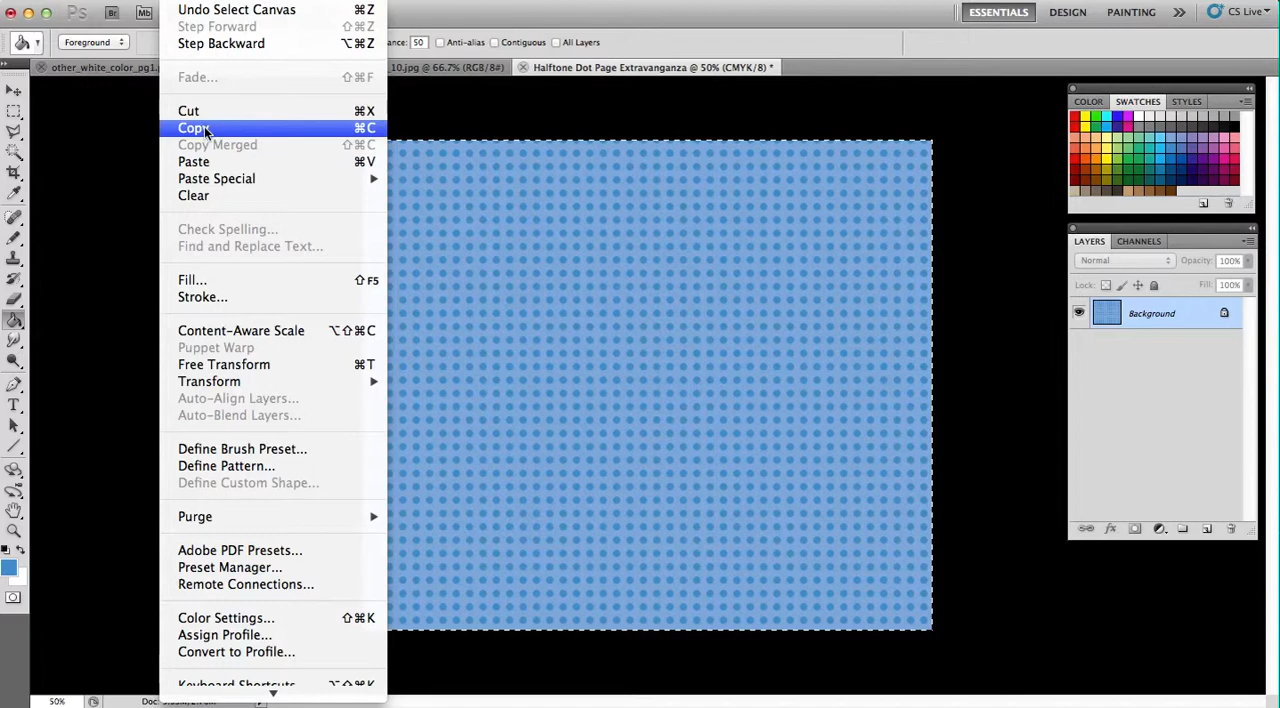 Undo Select Canvas ⌘Z
Ps Br Mb
ESSENTIALS DESIGN PAINTING CS Live
Step Forward ⇧⌘Z
Step Backward ⌥⌘Z
Foreground
50 Anti-alias Contiguous All Layers
other_white_color_pg1
10.jpg @ 66.7% (RGB/8#)
Halftone Dot Page Extravaganza @ 50% (CMYK/8) *
Fade... ⇧⌘F
Cut ⌘X
Copy ⌘C
Copy Merged ⇧⌘C
Paste ⌘V
Paste Special
Clear
Check Spelling...
Find and Replace Text...
Fill... ⇧F5
Stroke...
Content-Aware Scale ⌥⇧⌘C
Puppet Warp
Free Transform ⌘T
Transform
Auto-Align Layers...
Auto-Blend Layers...
Define Brush Preset...
Define Pattern...
Define Custom Shape...
Purge
Adobe PDF Presets...
Preset Manager...
Remote Connections...
Color Settings... ⇧⌘K
Assign Profile...
Convert to Profile...
Keyboard Shortcuts ⌥⇧⌘K
COLOR SWATCHES STYLES
LAYERS CHANNELS
Normal Opacity: 100%
Lock: Fill: 100%
Background
50% Doc: